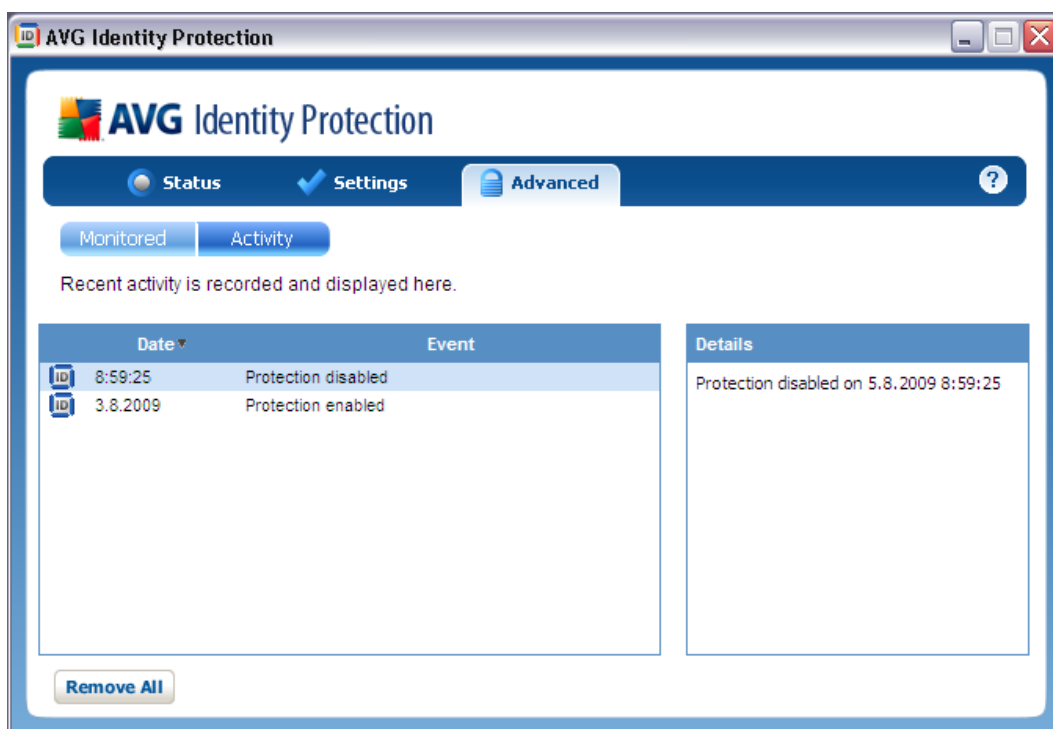 AVG Identity Protection
AVG Identity Protection
Status Settings Advanced ?
Monitored Activity
Recent activity is recorded and displayed here.
Date Event Details
ID 8:59:25 Protection disabled Protection disabled on 5.8.2009 8:59:25
ID 3.8.2009 Protection enabled
Remove All